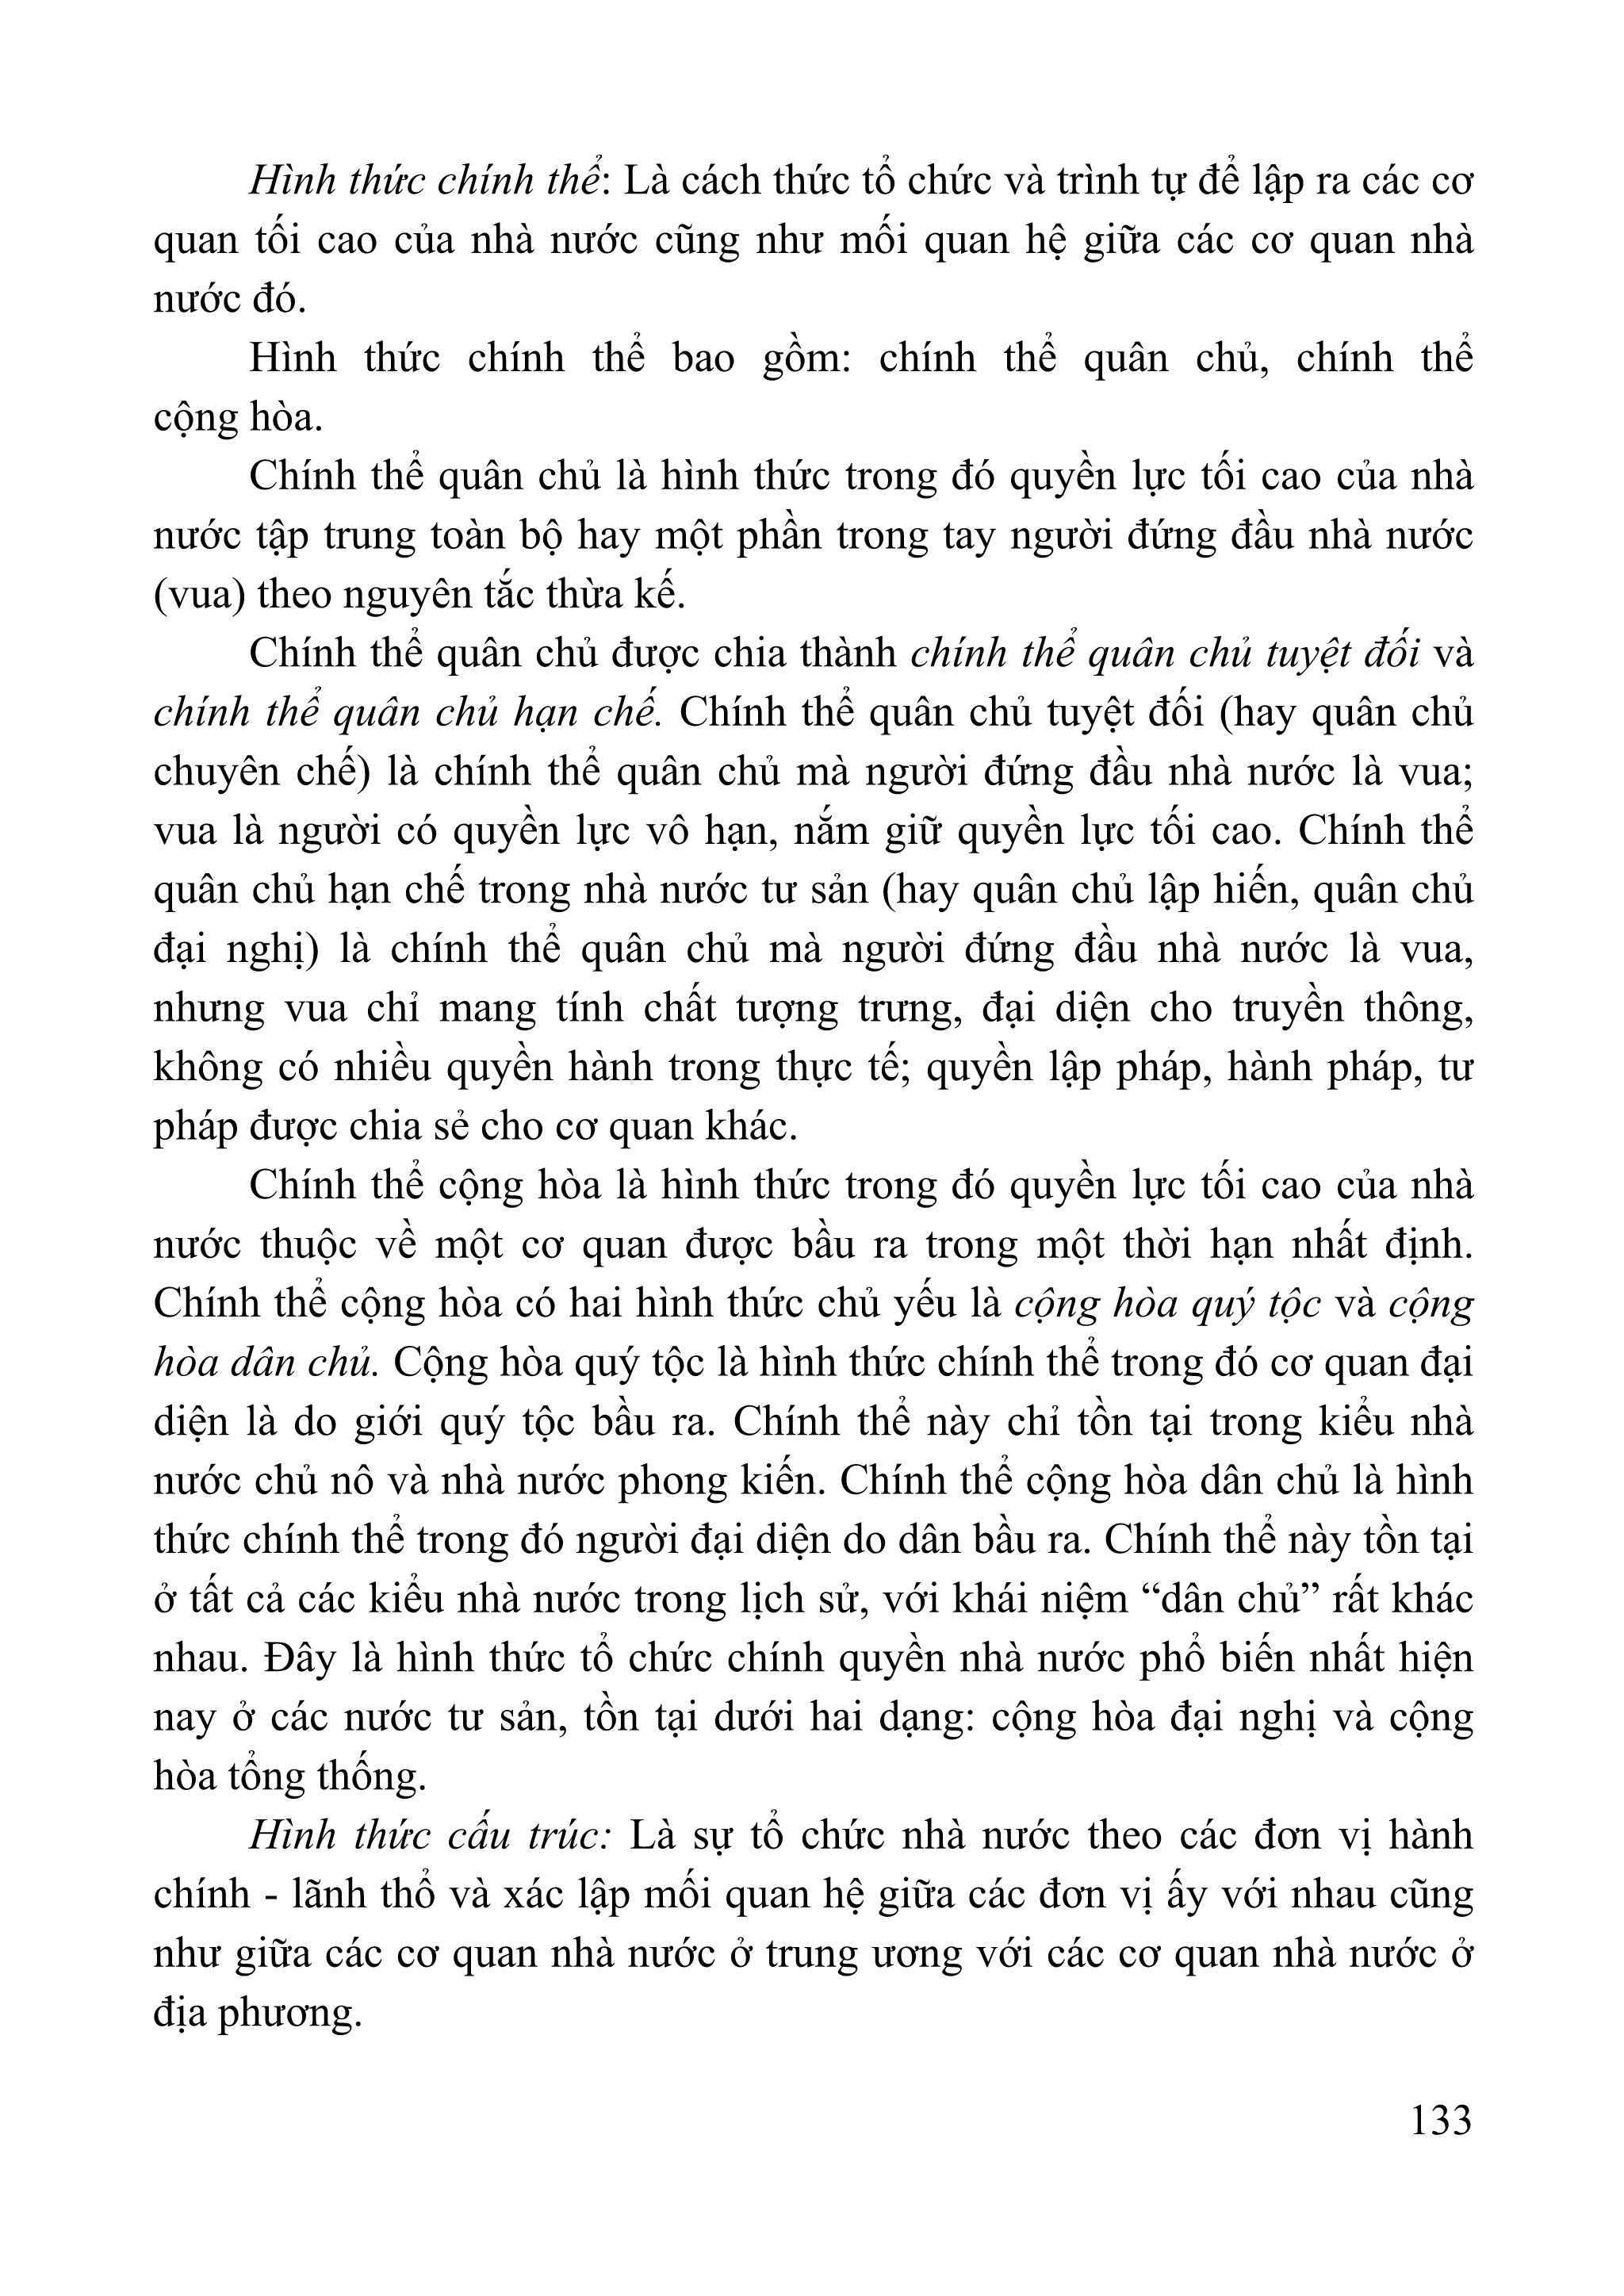 Hình thức chính thể: Là cách thức tổ chức và trình tự để lập ra các cơ
quan tối cao của nhà nước cũng như mối quan hệ giữa các cơ quan nhà
nước đó.
Hình thức chính thể bao gồm: chính thể quân chủ, chính thể
cộng hòa.
Chính thể quân chủ là hình thức trong đó quyền lực tối cao của nhà
nước tập trung toàn bộ hay một phần trong tay người đứng đầu nhà nước
(vua) theo nguyên tắc thừa kế.
Chính thể quân chủ được chia thành chính thể quân chủ tuyệt đối và
chính thể quân chủ hạn chế. Chính thể quân chủ tuyệt đối (hay quân chủ
chuyên chế) là chính thể quân chủ mà người đứng đầu nhà nước là vua;
vua là người có quyền lực vô hạn, nắm giữ quyền lực tối cao. Chính thể
quân chủ hạn chế trong nhà nước tư sản (hay quân chủ lập hiến, quân chủ
đại nghị) là chính thể quân chủ mà người đứng đầu nhà nước là vua,
nhưng vua chỉ mang tính chất tượng trưng, đại diện cho truyền thông,
không có nhiều quyền hành trong thực tế; quyền lập pháp, hành pháp, tư
pháp được chia sẻ cho cơ quan khác.
Chính thể cộng hòa là hình thức trong đó quyền lực tối cao của nhà
nước thuộc về một cơ quan được bầu ra trong một thời hạn nhất định.
Chính thể cộng hòa có hai hình thức chủ yếu là cộng hòa quý tộc và cộng
hòa dân chủ. Cộng hòa quý tộc là hình thức chính thể trong đó cơ quan đại
diện là do giới quý tộc bầu ra. Chính thể này chỉ tồn tại trong kiểu nhà
nước chủ nô và nhà nước phong kiến. Chính thể cộng hòa dân chủ là hình
thức chính thể trong đó người đại diện do dân bầu ra. Chính thể này tồn tại
ở tất cả các kiểu nhà nước trong lịch sử, với khái niệm “dân chủ” rất khác
nhau. Đây là hình thức tổ chức chính quyền nhà nước phổ biến nhất hiện
nay ở các nước tư sản, tồn tại dưới hai dạng: cộng hòa đại nghị và cộng
hòa tổng thống.
Hình thức cấu trúc: Là sự tổ chức nhà nước theo các đơn vị hành
chính - lãnh thổ và xác lập mối quan hệ giữa các đơn vị ấy với nhau cũng
như giữa các cơ quan nhà nước ở trung ương với các cơ quan nhà nước ở
địa phương.
133